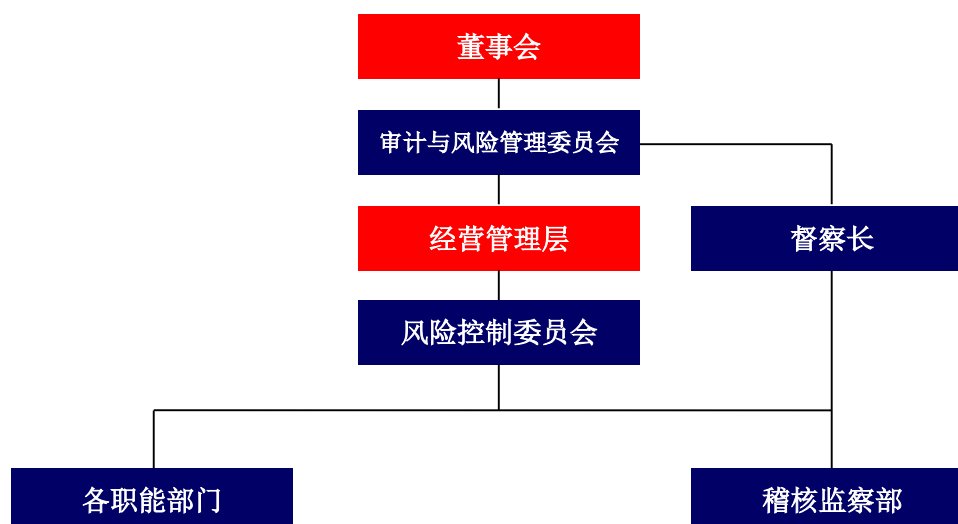 董事会
审计与风险管理委员会
经营管理层
督察长
风险控制委员会
各职能部门
稽核监察部